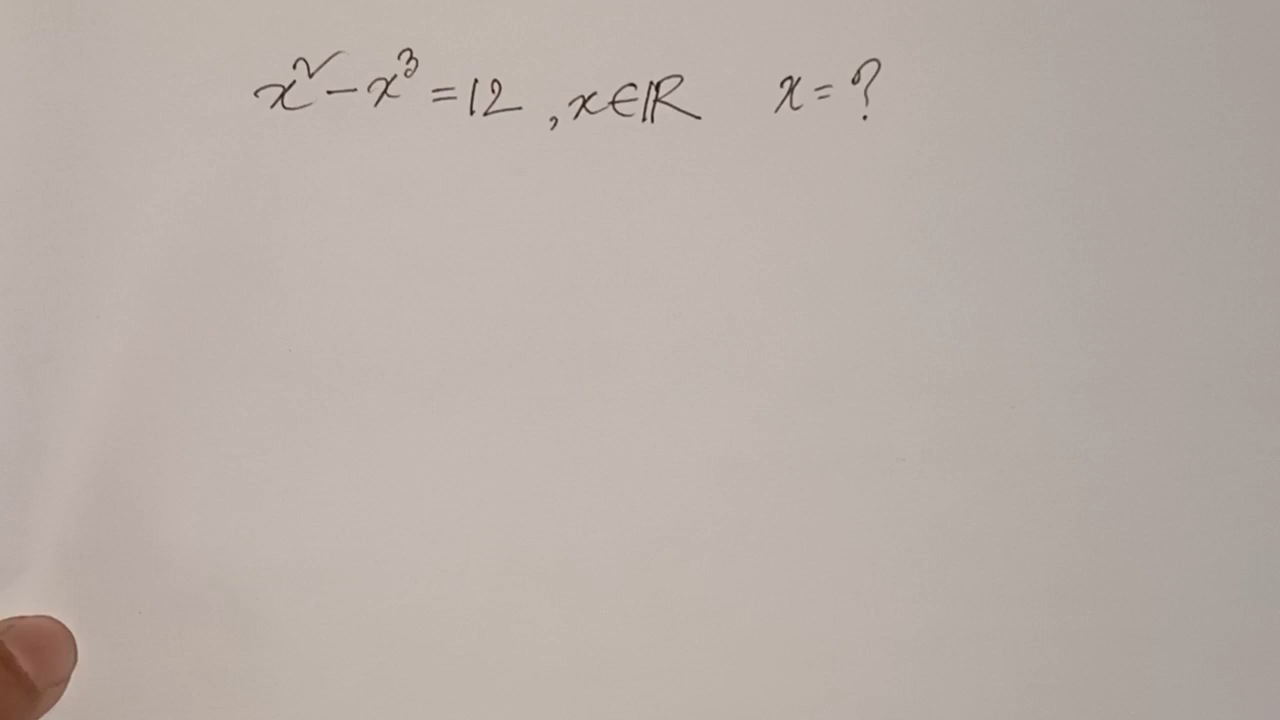 x² - x³ = 12 , x ∈ ℝ x = ?